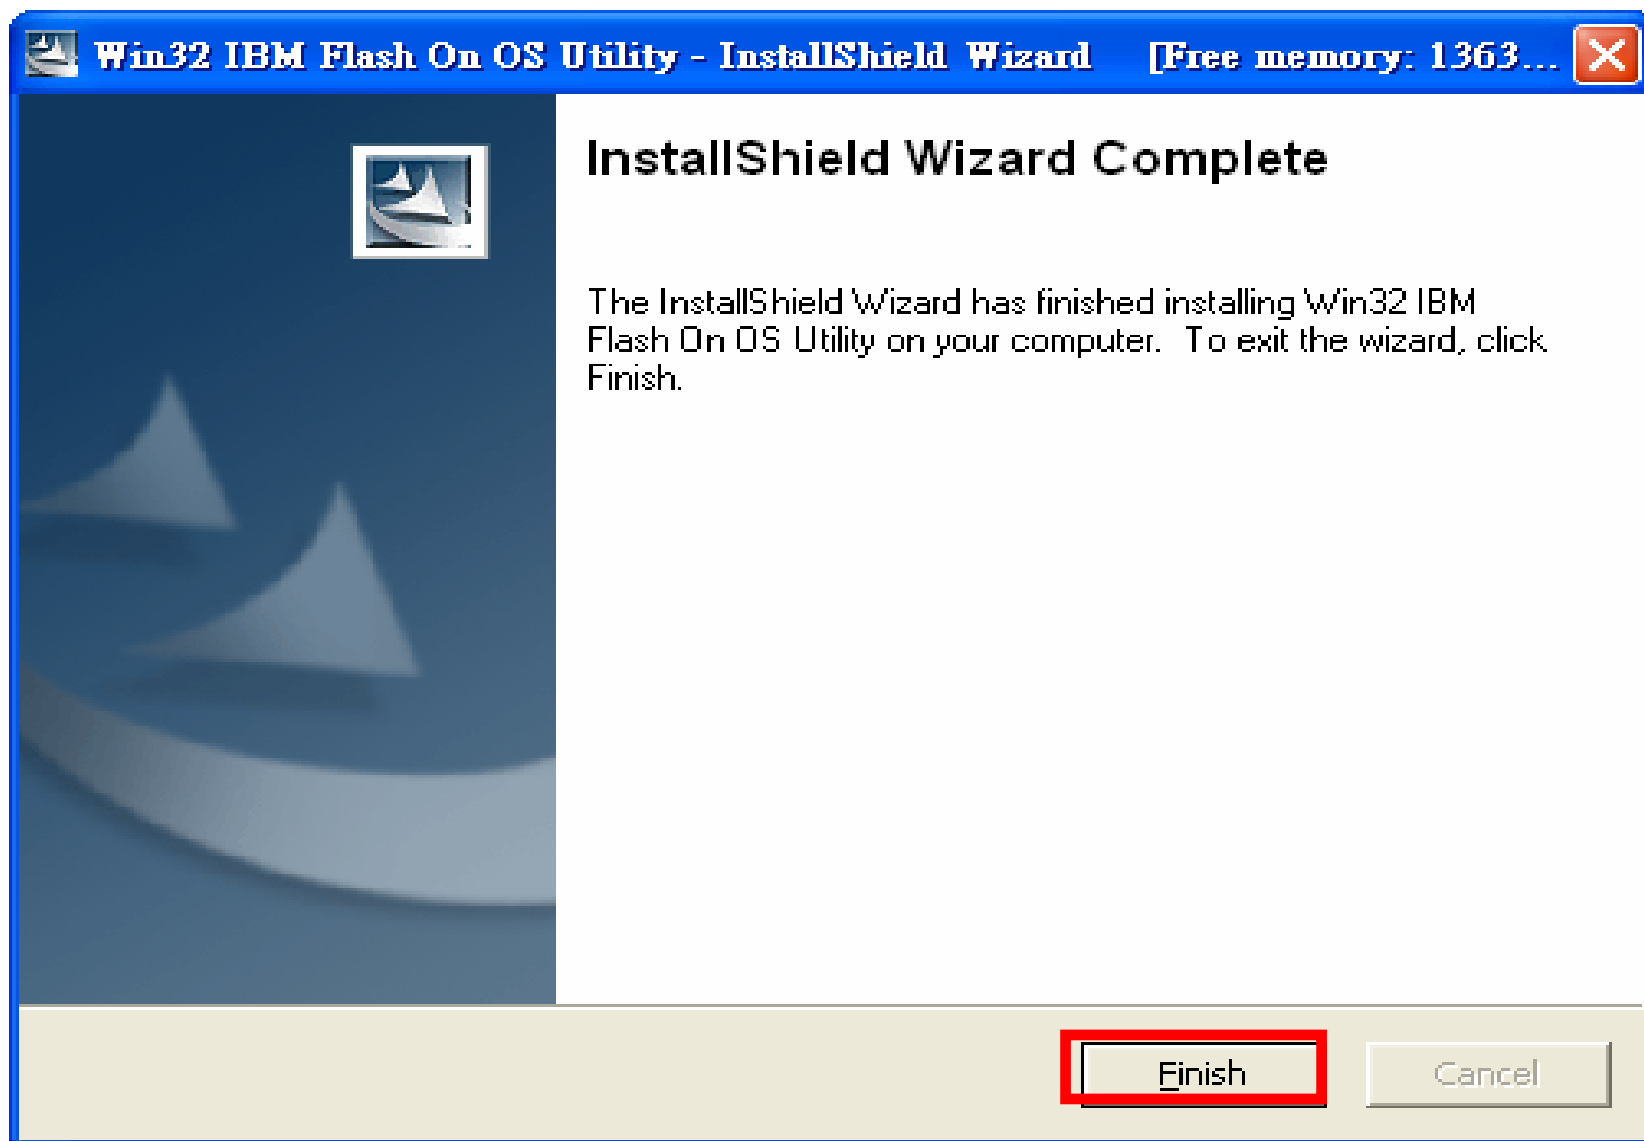 Win32 IBM Flash On OS Utility - InstallShield Wizard [Free memory: 1363...
InstallShield Wizard Complete
The InstallShield Wizard has finished installing Win32 IBM
Flash On OS Utility on your computer. To exit the wizard, click
Finish.
Finish
Cancel